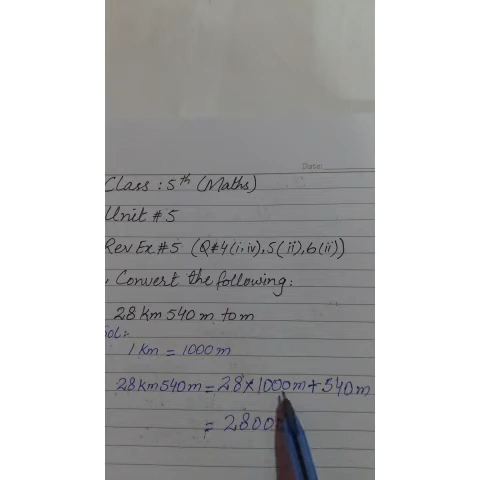 Date:
Class : 5th (Maths)
Unit # 5
Rev. Ex # 5 (Q#4(i,iv),5(ii),6(ii))
Convert the following:
28 km 540 m to m
Sol:-
1 km = 1000 m
28 km 540 m = 28 × 1000 m + 540 m
= 2800